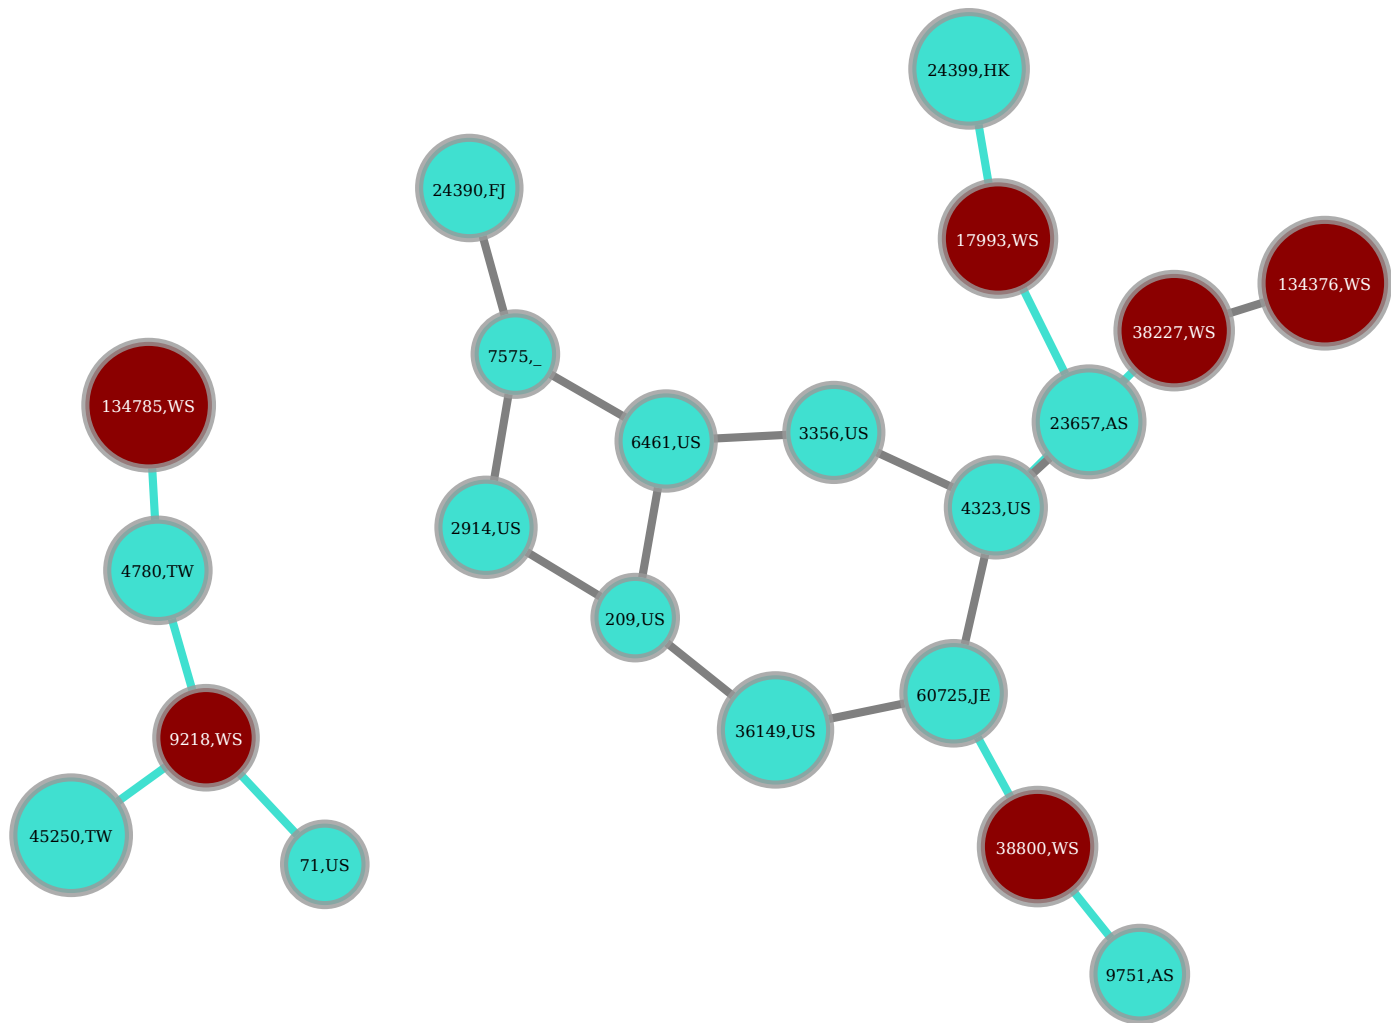 24399,HK
24390,FJ
17993,WS
134376,WS
38227,WS
7575,_
134785,WS
23657,AS
3356,US
6461,US
4323,US
2914,US
4780,TW
209,US
60725,JE
36149,US
9218,WS
45250,TW
38800,WS
71,US
9751,AS